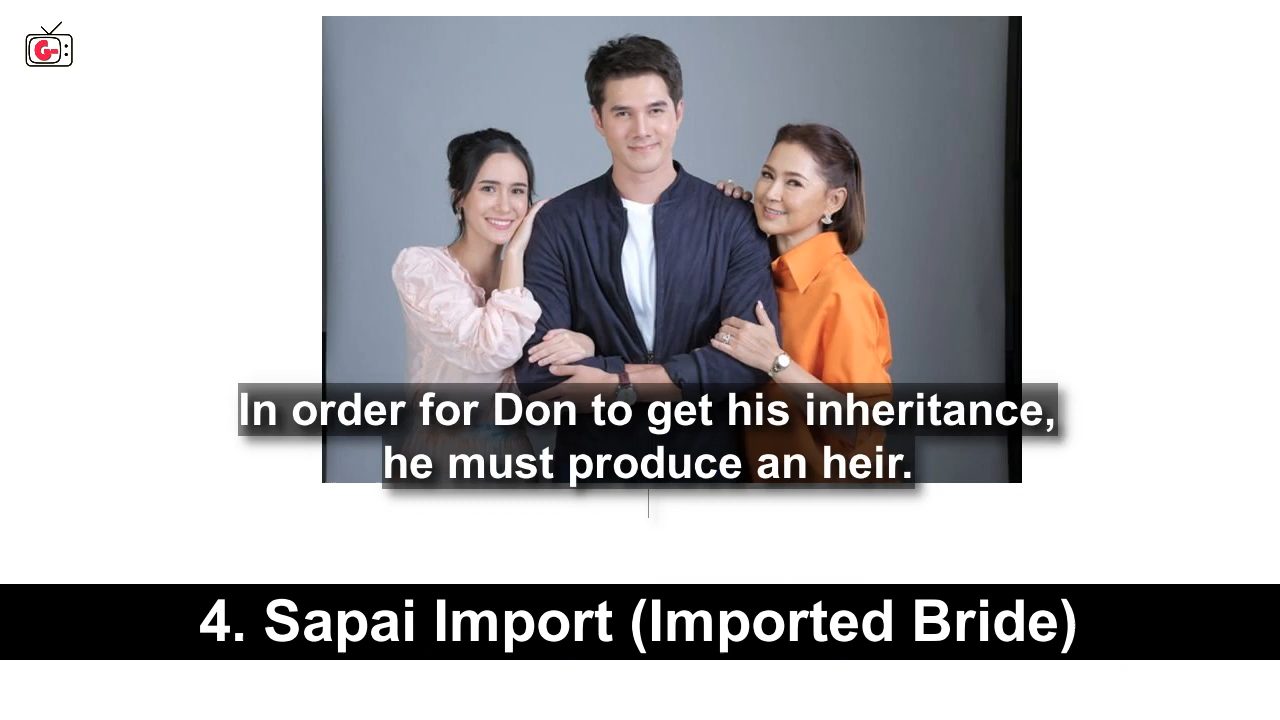 G-
In order for Don to get his inheritance,
he must produce an heir.
4. Sapai Import (Imported Bride)